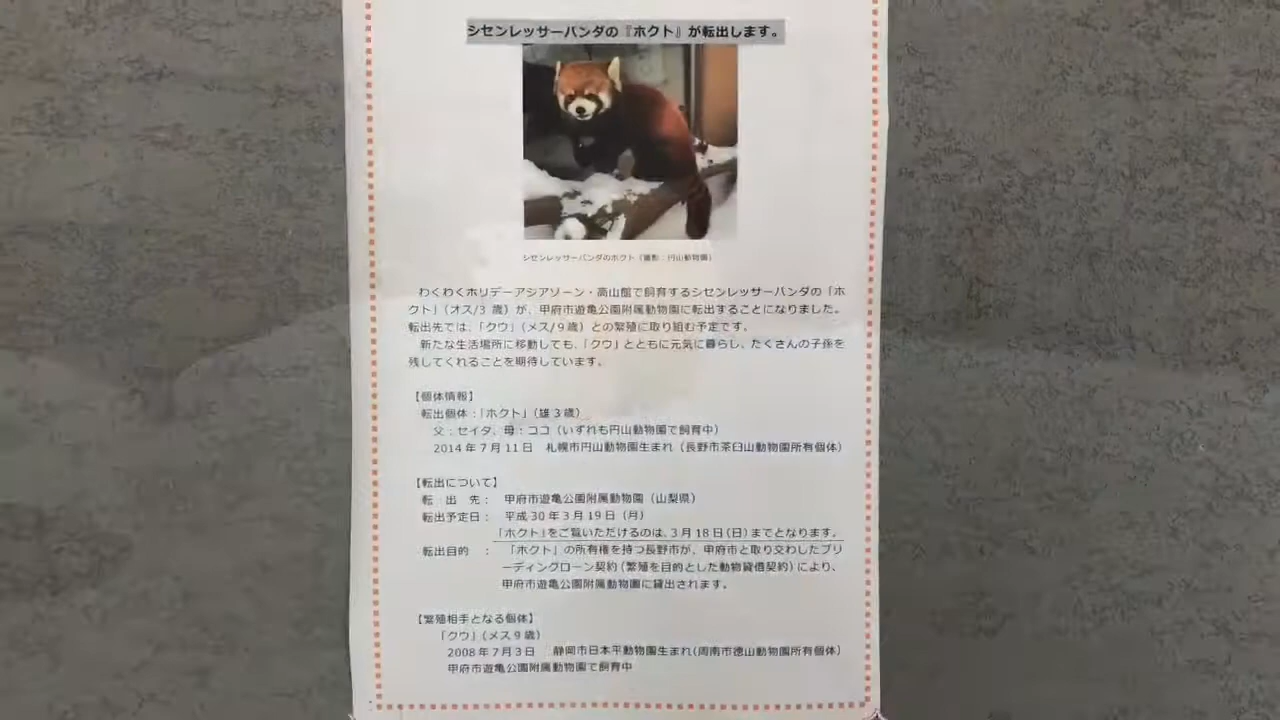 シセンレッサーパンダの『ホクト』が転出します。
シセンレッサーパンダのホクト（撮影：円山動物園）
わくわくホリデーアジアゾーン・高山館で飼育するシセンレッサーパンダの「ホ
クト」（オス/3 歳）が、甲府市遊亀公園附属動物園に転出することになりました。
転出先では、「クウ」（メス/9歳）との繁殖に取り組む予定です。
新たな生活場所に移動しても、「クウ」とともに元気に暮らし、たくさんの子孫を
残してくれることを期待しています。
【個体情報】
転出個体：「ホクト」（雄3歳）
父：セイタ、母：ココ（いずれも円山動物園で飼育中）
2014年7月11日 札幌市円山動物園生まれ（長野市茶臼山動物園所有個体）
【転出について】
転 出 先： 甲府市遊亀公園附属動物園（山梨県）
転出予定日： 平成30年3月19日（月）
「ホクト」をご覧いただけるのは、3月18日（日）までとなります。
転出目的 ： 「ホクト」の所有権を持つ長野市が、甲府市と取り交わしたブリ
ーディングローン契約（繁殖を目的とした動物貸借契約）により、
甲府市遊亀公園附属動物園に貸出されます。
【繁殖相手となる個体】
「クウ」（メス9歳）
2008年7月3日 静岡市日本平動物園生まれ（周南市徳山動物園所有個体）
甲府市遊亀公園附属動物園で飼育中